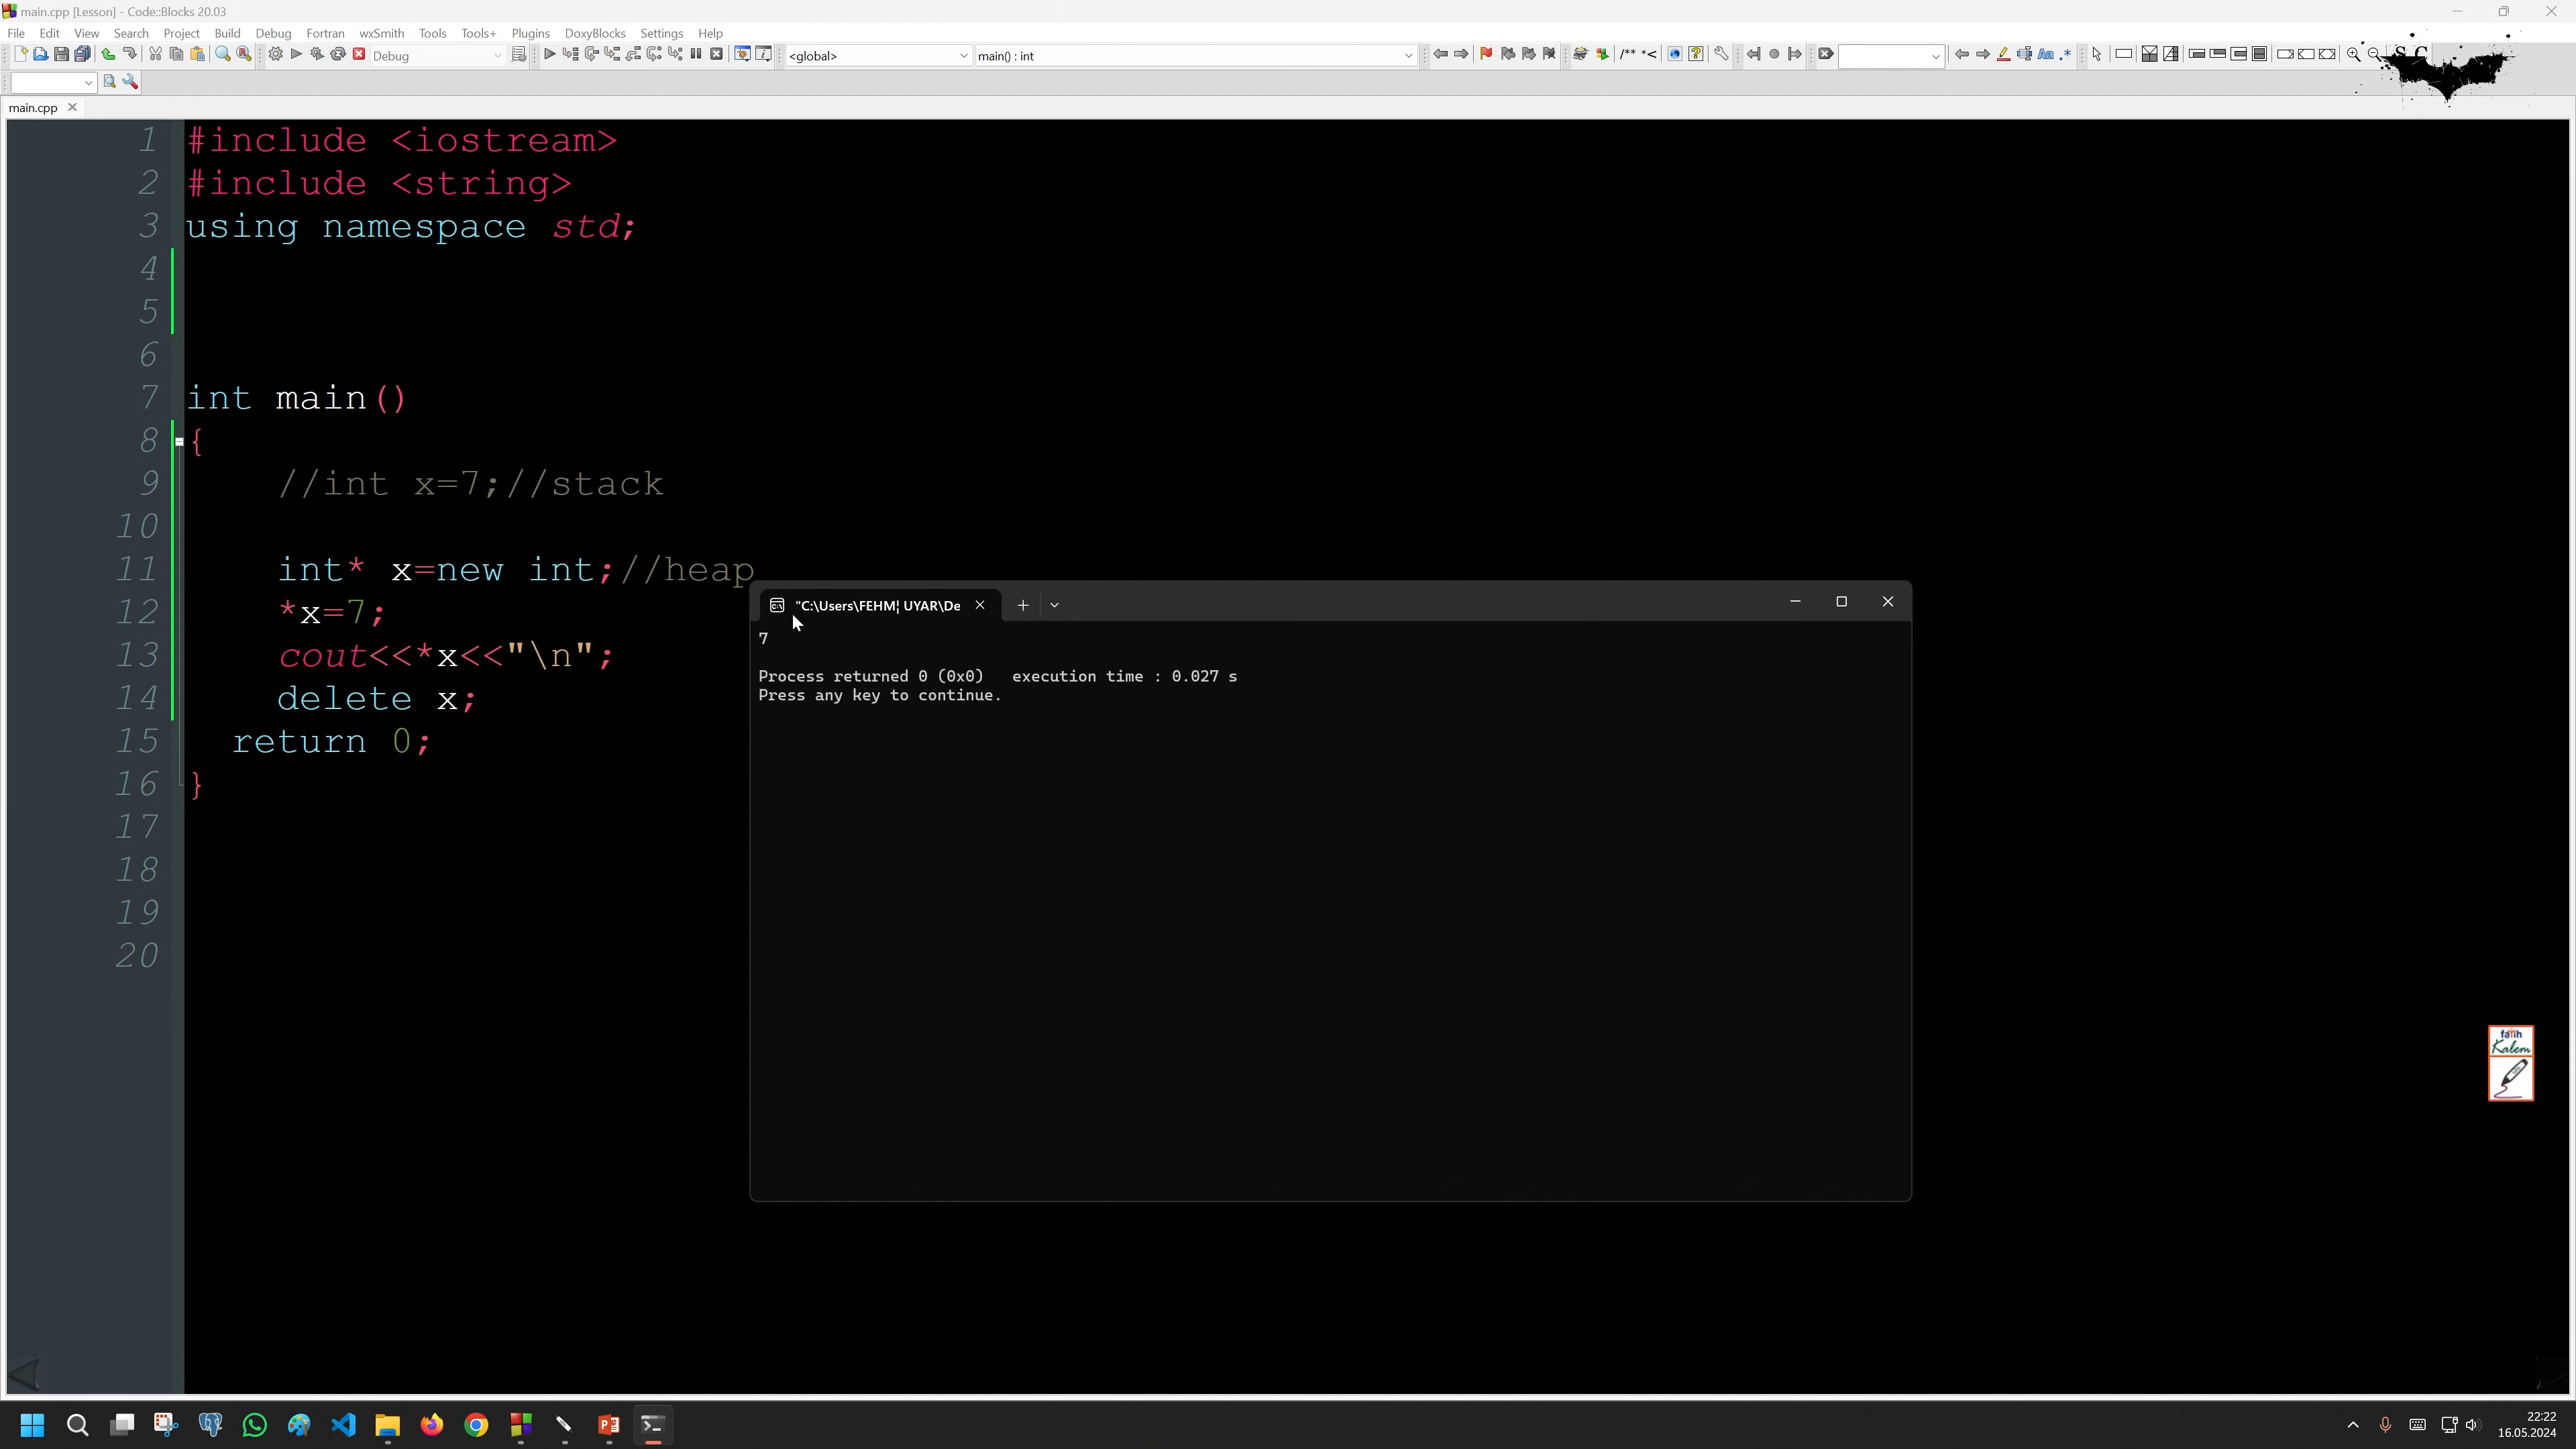 main.cpp [Lesson] - Code::Blocks 20.03
File Edit View Search Project Build Debug Fortran wxSmith Tools Tools+ Plugins DoxyBlocks Settings Help
Debug <global> main() : int /** *< Aa .* S C
main.cpp
1 #include <iostream>
2 #include <string>
3 using namespace std;
4
5
6
7 int main()
8 {
9 //int x=7;//stack
10
11 int* x=new int;//heap
12 *x=7;
13 cout<<*x<<"\n";
14 delete x;
15 return 0;
16 }
17
18
19
20
"C:\Users\FEHM¦ UYAR\De
7
Process returned 0 (0x0)   execution time : 0.027 s
Press any key to continue.
fatih
Kalem
22:22
16.05.2024